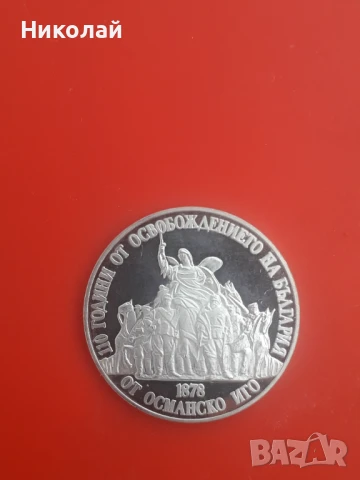 Николай
110 ГОДИНИ ОТ ОСВОБОЖДЕНИЕТО НА БЪЛГАРИЯ
1878
ОТ ОСМАНСКО ИГО
BAZAR